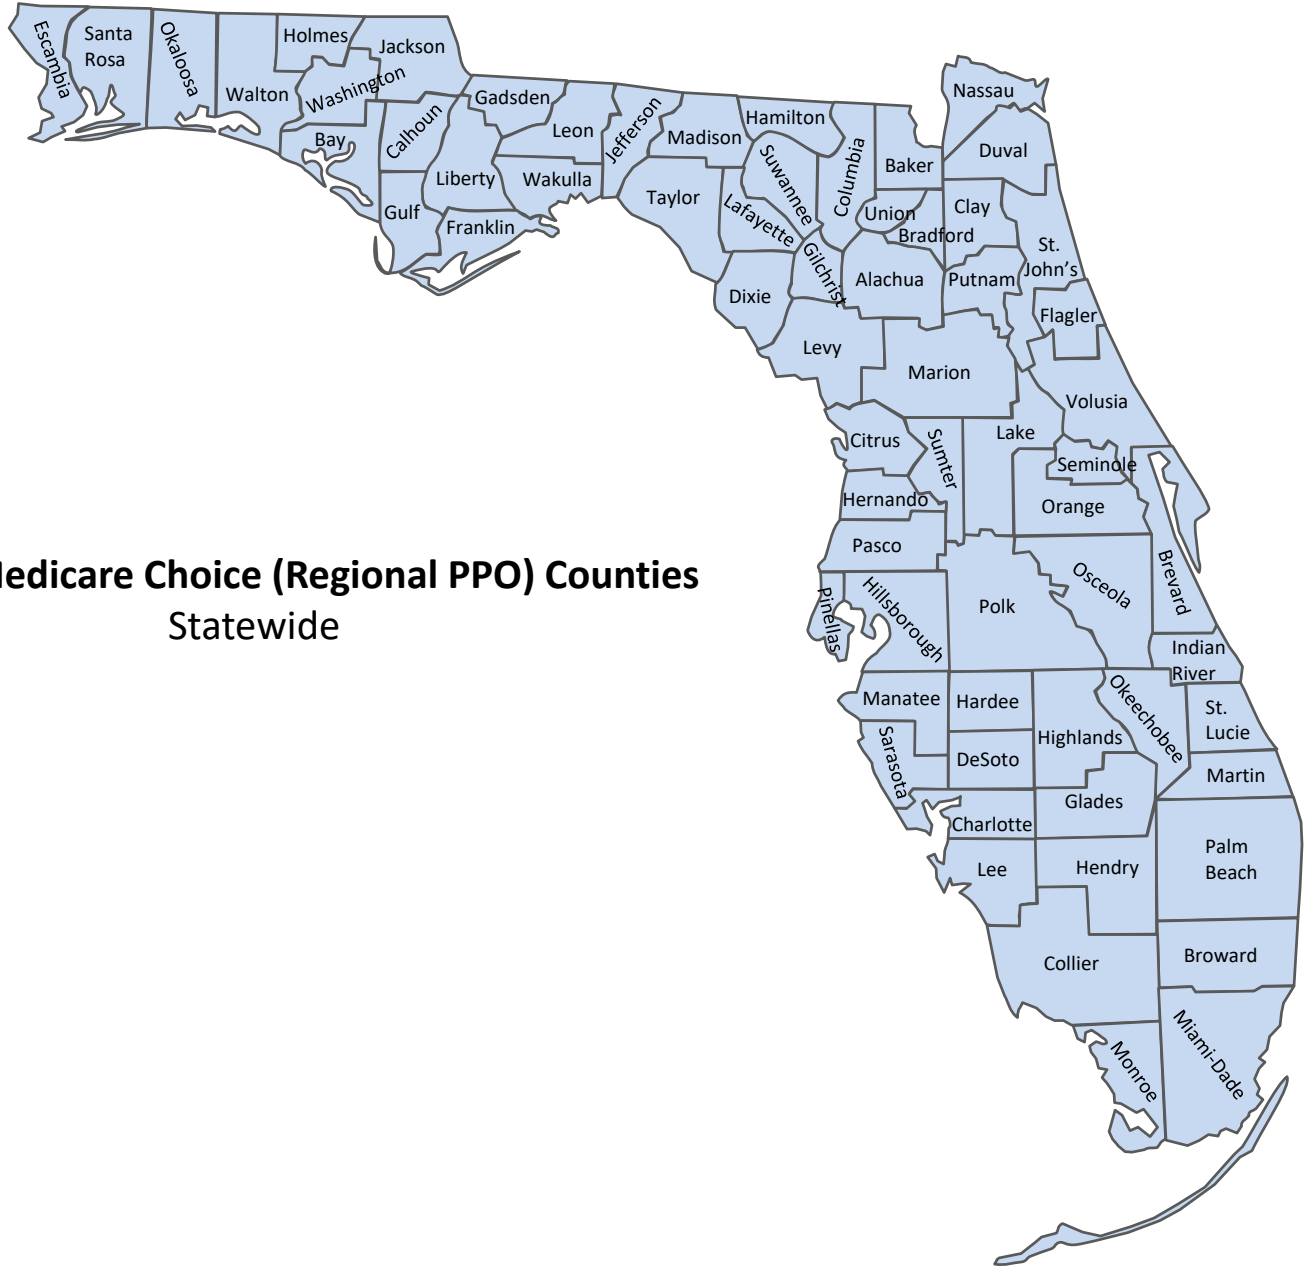 Escambia
Santa
Rosa
Okaloosa
Walton
Holmes
Jackson
Washington
Bay
Calhoun
Gadsden
Leon
Jefferson
Liberty
Wakulla
Gulf
Franklin
Madison
Hamilton
Taylor
Suwannee
Lafayette
Columbia
Baker
Nassau
Duval
Union
Bradford
Clay
St.
John’s
Gilchrist
Alachua
Putnam
Dixie
Flagler
Levy
Marion
Volusia
Citrus
Sumter
Lake
Seminole
Hernando
Orange
Pasco
edicare Choice (Regional PPO) Counties
Statewide
Pinellas
Hillsborough
Polk
Osceola
Brevard
Indian
River
Manatee
Hardee
Highlands
Okeechobee
St.
Lucie
Sarasota
DeSoto
Martin
Glades
Charlotte
Lee
Hendry
Palm
Beach
Collier
Broward
Monroe
Miami-Dade